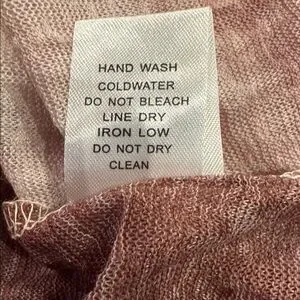 HAND WASH
COLDWATER
DO NOT BLEACH
LINE DRY
IRON LOW
DO NOT DRY
CLEAN